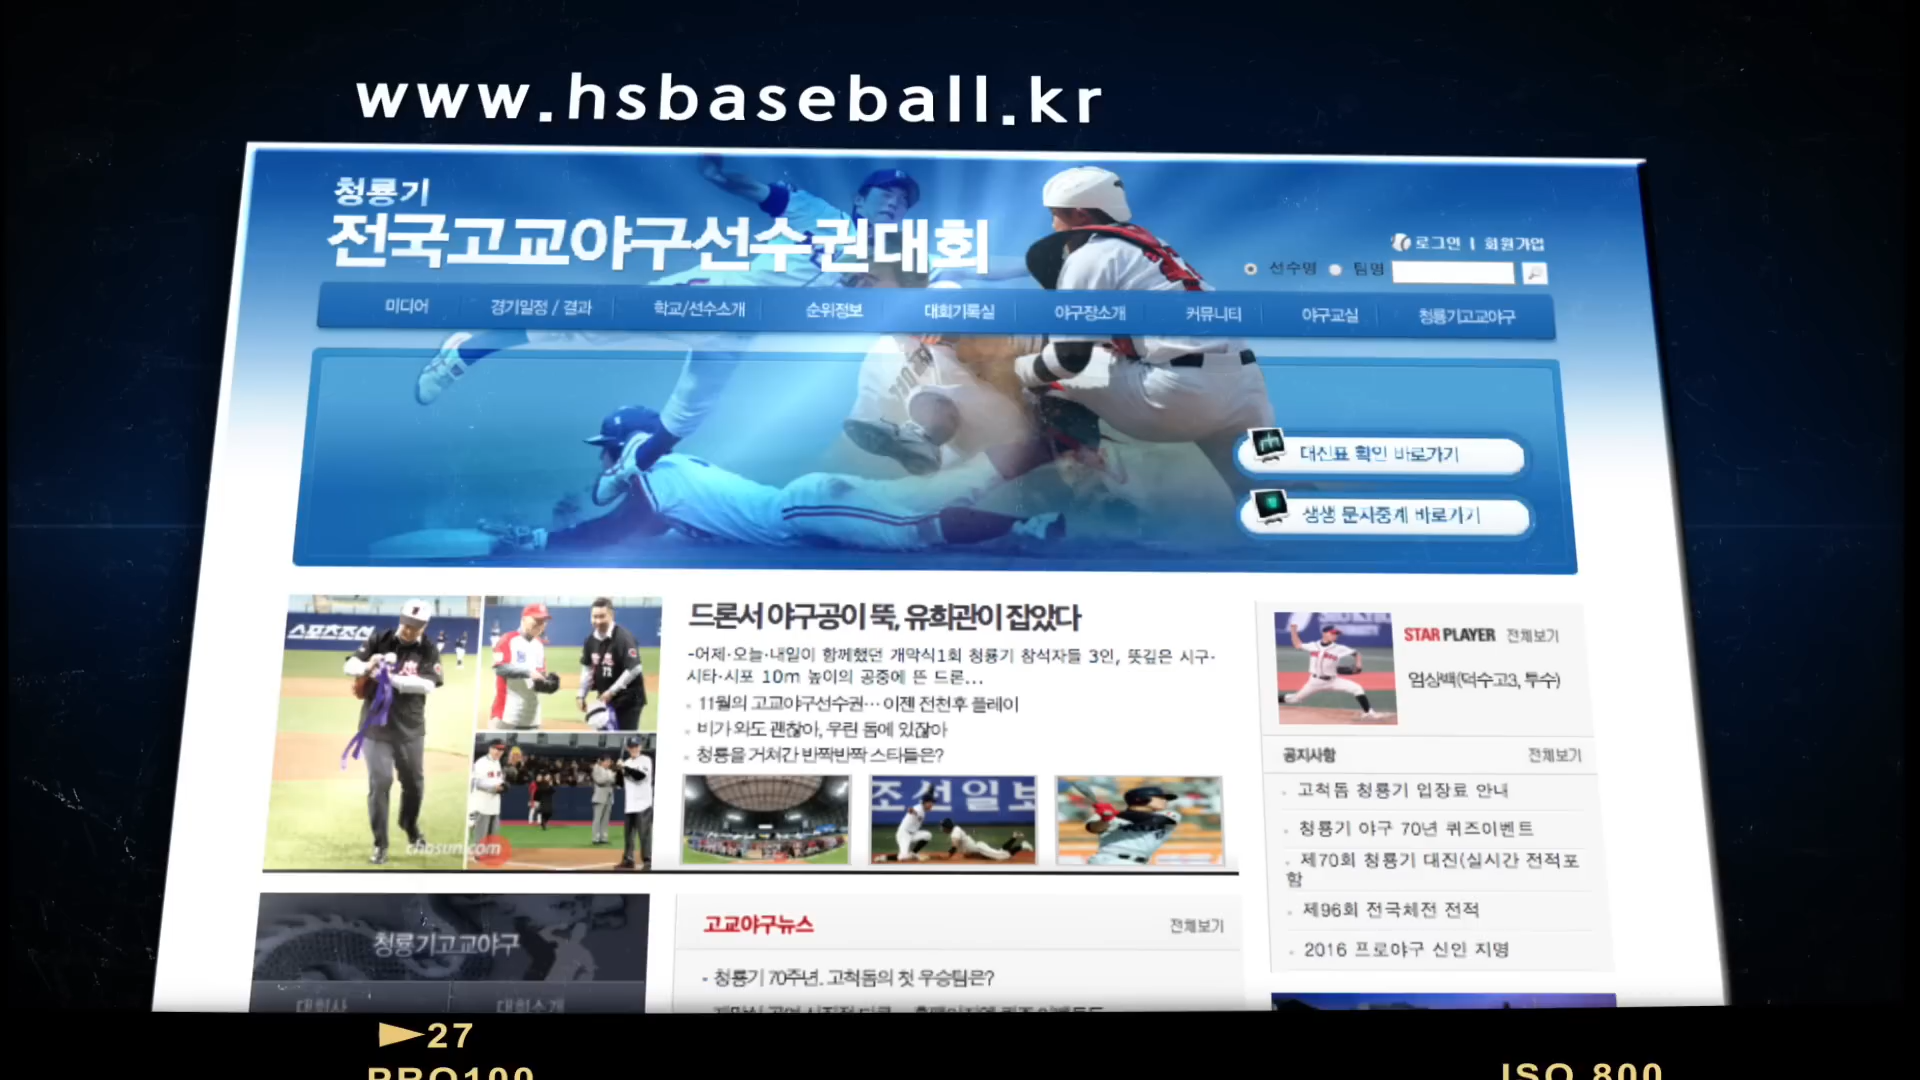 www.hsbaseball.kr
청룡기
전국고교야구선수권대회
로그인 | 회원가입
선수명 팀명
미디어 경기일정 / 결과 학교/선수소개 순위정보 대회기록실 야구장소개 커뮤니티 야구교실 청룡기고교야구
대진표 확인 바로가기
생생 문자중계 바로가기
스포츠조선
chosun.com
드론서 야구공이 뚝, 유희관이 잡았다
-어제·오늘·내일이 함께했던 개막식1회 청룡기 참석자들 3인, 뜻깊은 시구·
시타·시포 10m 높이의 공중에 뜬 드론...
11월의 고교야구선수권… 이젠 전천후 플레이
비가 와도 괜찮아, 우린 돔에 있잖아
청룡을 거쳐간 반짝반짝 스타들은?
조선일보
STAR PLAYER 전체보기
엄상백(덕수고3, 투수)
공지사항 전체보기
고척돔 청룡기 입장료 안내
청룡기 야구 70년 퀴즈이벤트
제70회 청룡기 대진(실시간 전적포
함)
제96회 전국체전 전적
2016 프로야구 신인 지명
청룡기고교야구
대회사 대회소개
고교야구뉴스 전체보기
- 청룡기 70주년. 고척돔의 첫 우승팀은?
27
PRO100
ISO 800